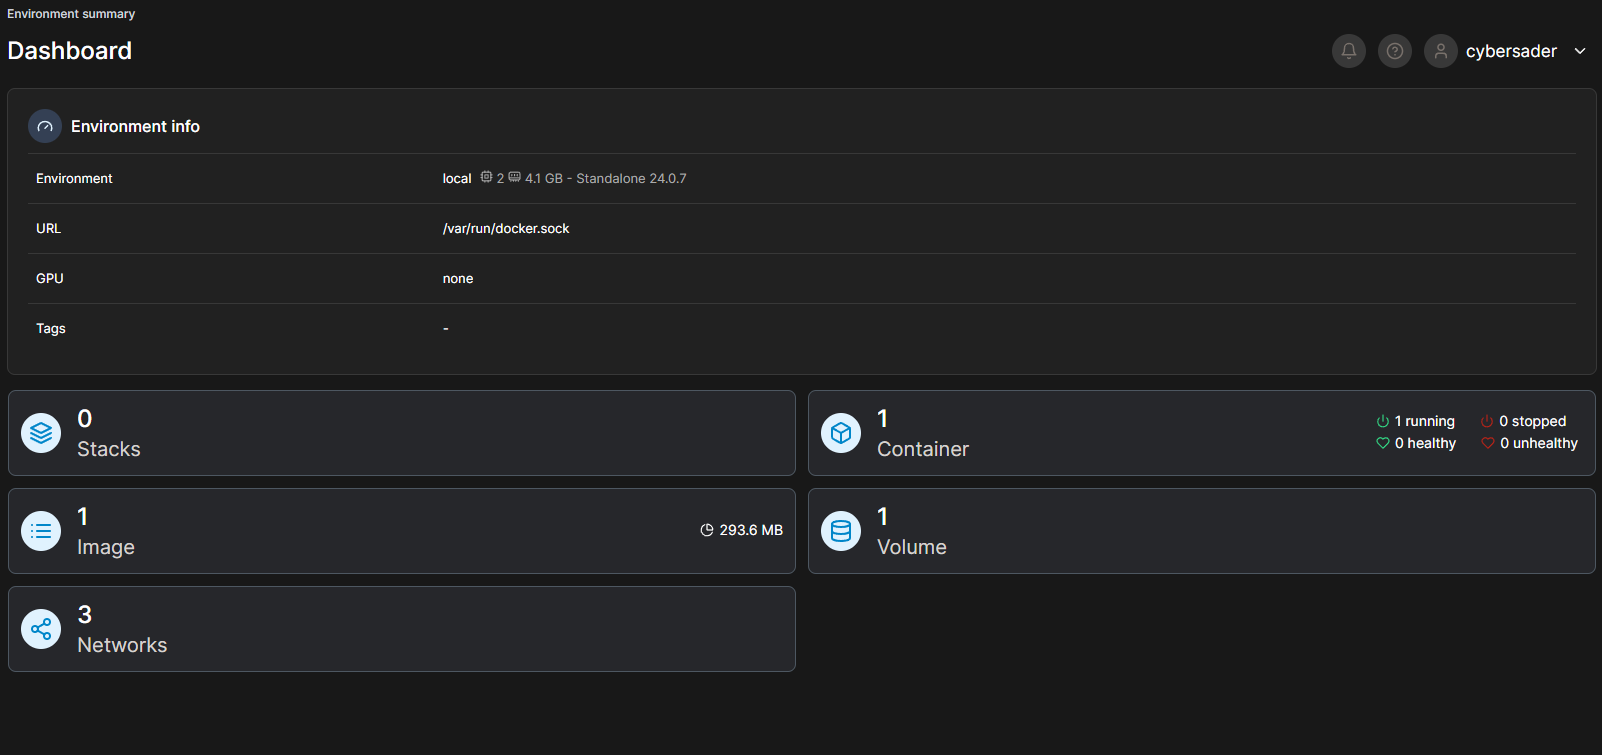 Environment summary
Dashboard
cybersader
Environment info
Environment local 2 4.1 GB - Standalone 24.0.7
URL /var/run/docker.sock
GPU none
Tags -
0
Stacks
1
Container
1 running 0 stopped
0 healthy 0 unhealthy
1
Image
293.6 MB
1
Volume
3
Networks